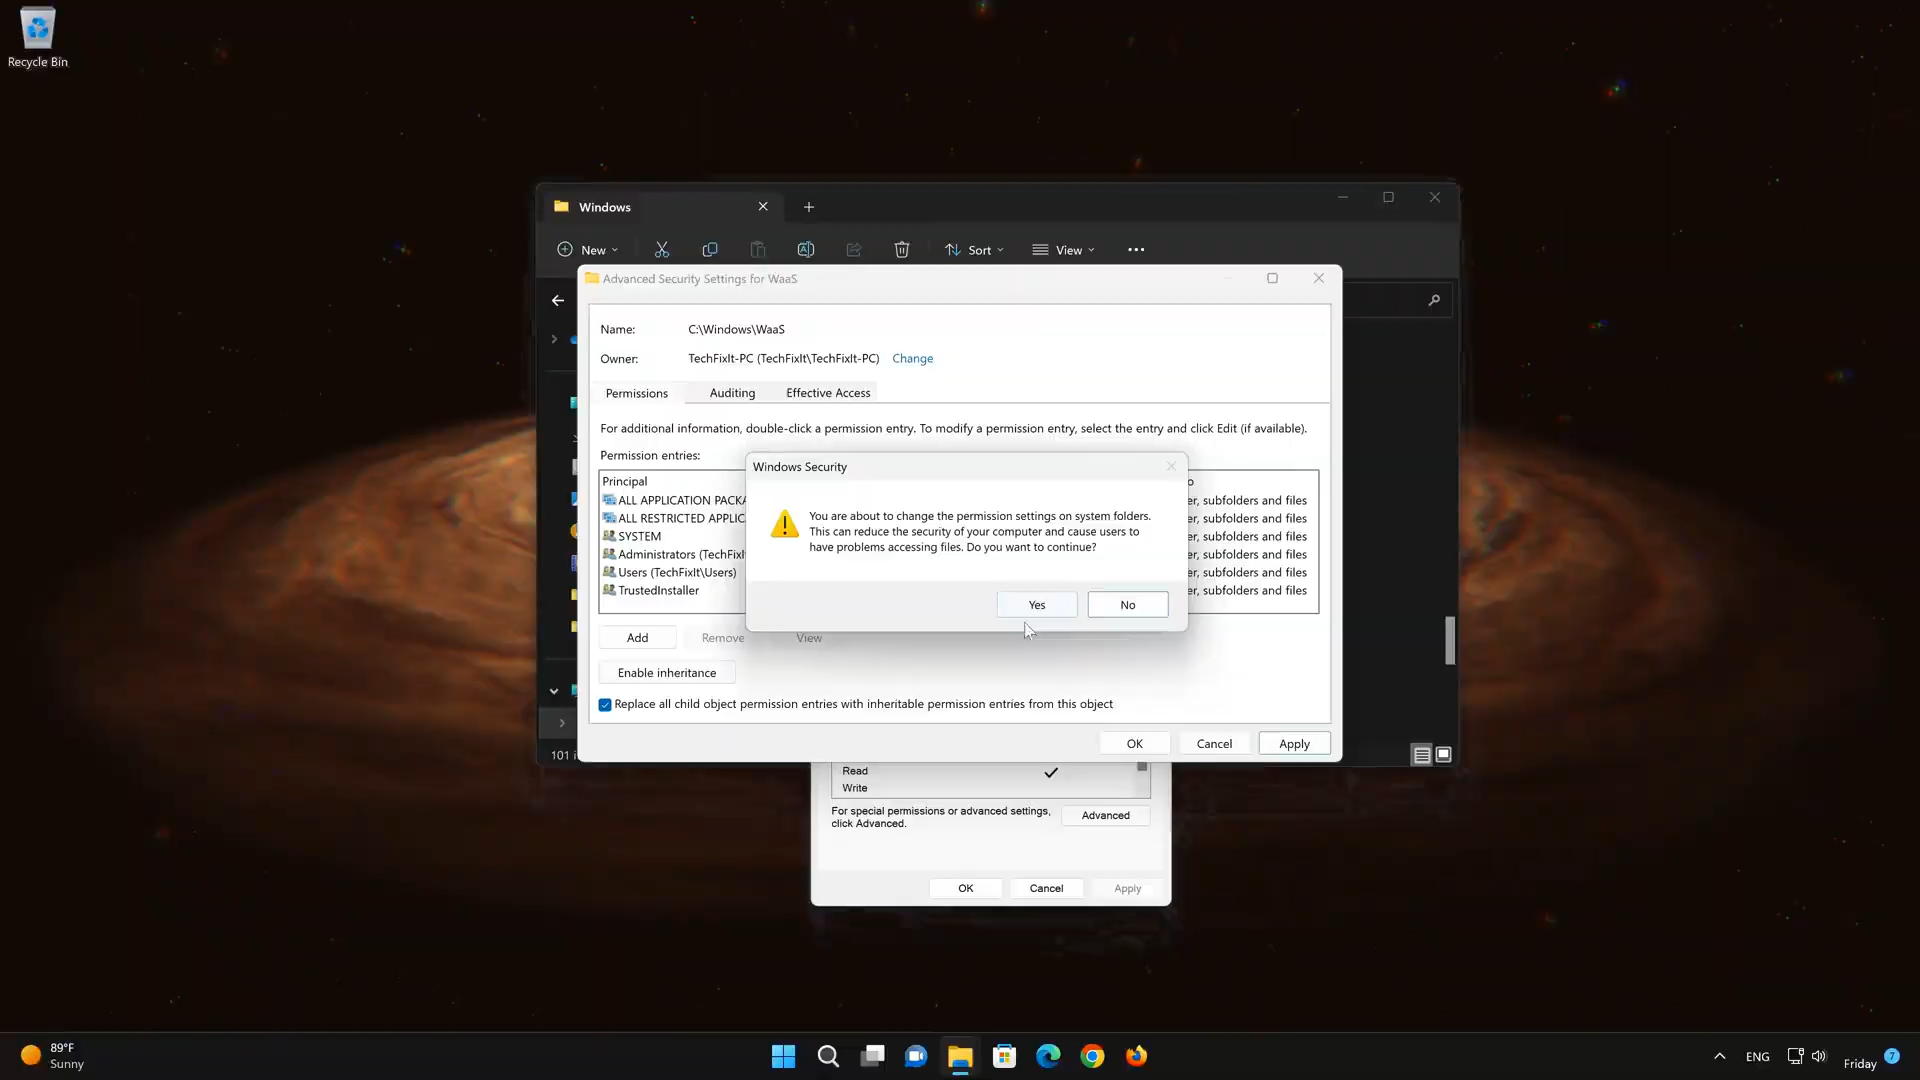 Recycle Bin
Windows
New
Sort
View
Advanced Security Settings for WaaS
Name: C:\Windows\WaaS
Owner: TechFixIt-PC (TechFixIt\TechFixIt-PC) Change
Permissions Auditing Effective Access
For additional information, double-click a permission entry. To modify a permission entry, select the entry and click Edit (if available).
Permission entries:
Principal
ALL APPLICATION PACKA
er, subfolders and files
ALL RESTRICTED APPLIC
er, subfolders and files
SYSTEM
er, subfolders and files
Administrators (TechFixI
er, subfolders and files
Users (TechFixIt\Users)
er, subfolders and files
TrustedInstaller
er, subfolders and files
Windows Security
You are about to change the permission settings on system folders.
This can reduce the security of your computer and cause users to
have problems accessing files. Do you want to continue?
Yes No
Add Remove View
Enable inheritance
Replace all child object permission entries with inheritable permission entries from this object
OK Cancel Apply
101 i
Read
Write
For special permissions or advanced settings,
click Advanced.
Advanced
OK Cancel Apply
89°F
Sunny
ENG
Friday
7